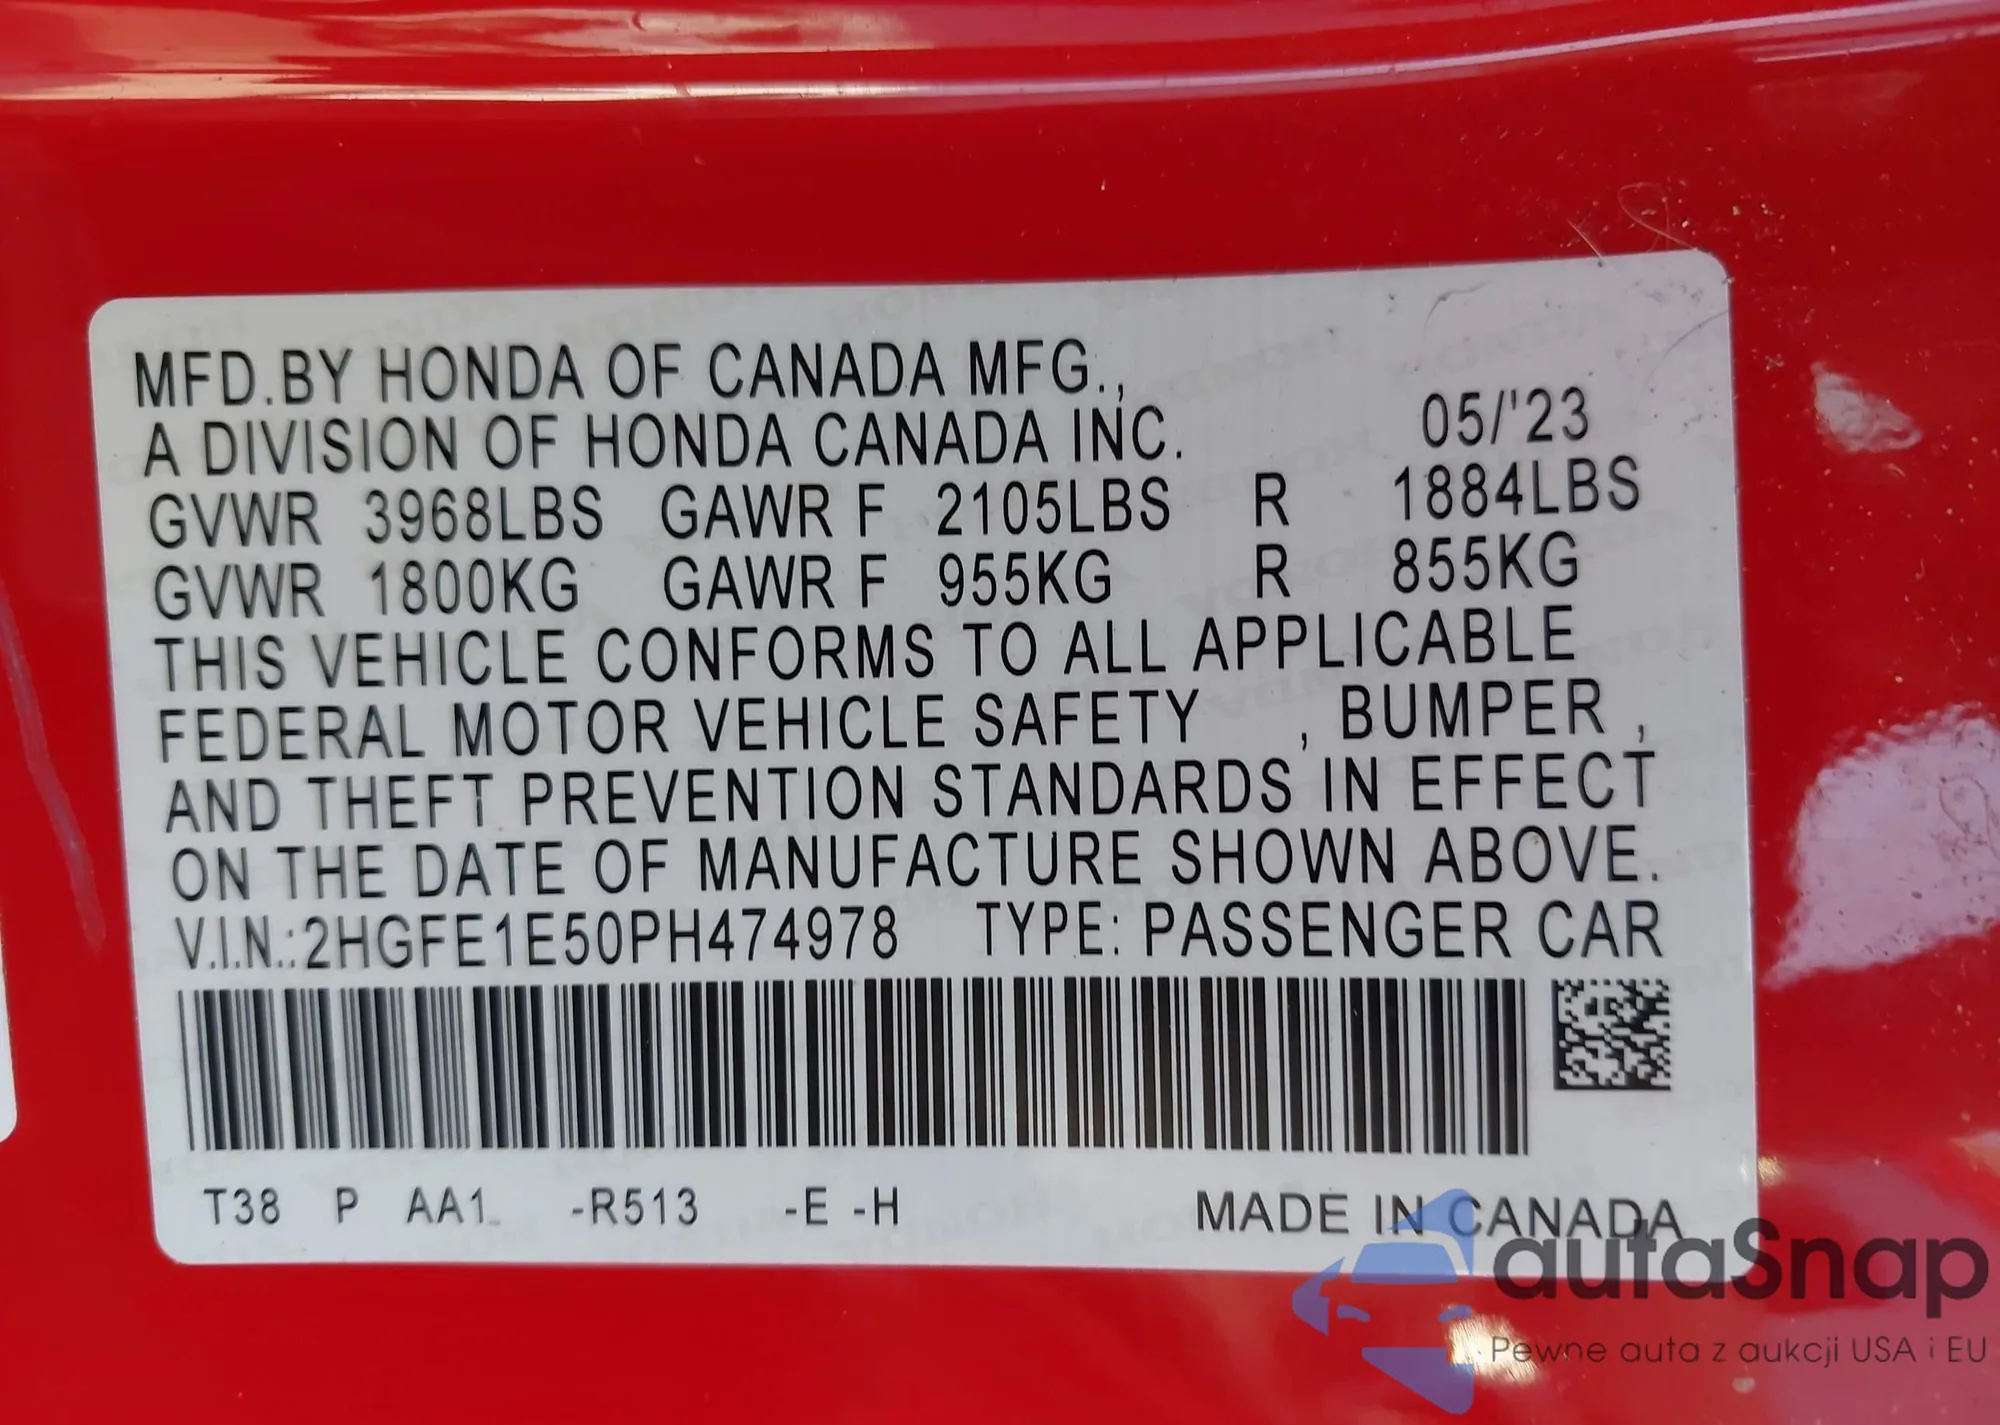 MFD.BY HONDA OF CANADA MFG.,
A DIVISION OF HONDA CANADA INC. 05/'23
GVWR 3968LBS GAWR F 2105LBS R 1884LBS
GVWR 1800KG GAWR F 955KG R 855KG
THIS VEHICLE CONFORMS TO ALL APPLICABLE
FEDERAL MOTOR VEHICLE SAFETY , BUMPER ,
AND THEFT PREVENTION STANDARDS IN EFFECT
ON THE DATE OF MANUFACTURE SHOWN ABOVE.
V.I.N.:2HGFE1E50PH474978 TYPE: PASSENGER CAR
T38 P AA1 -R513 -E -H MADE IN CANADA
autaSnap
Pewne auta z aukcji USA i EU